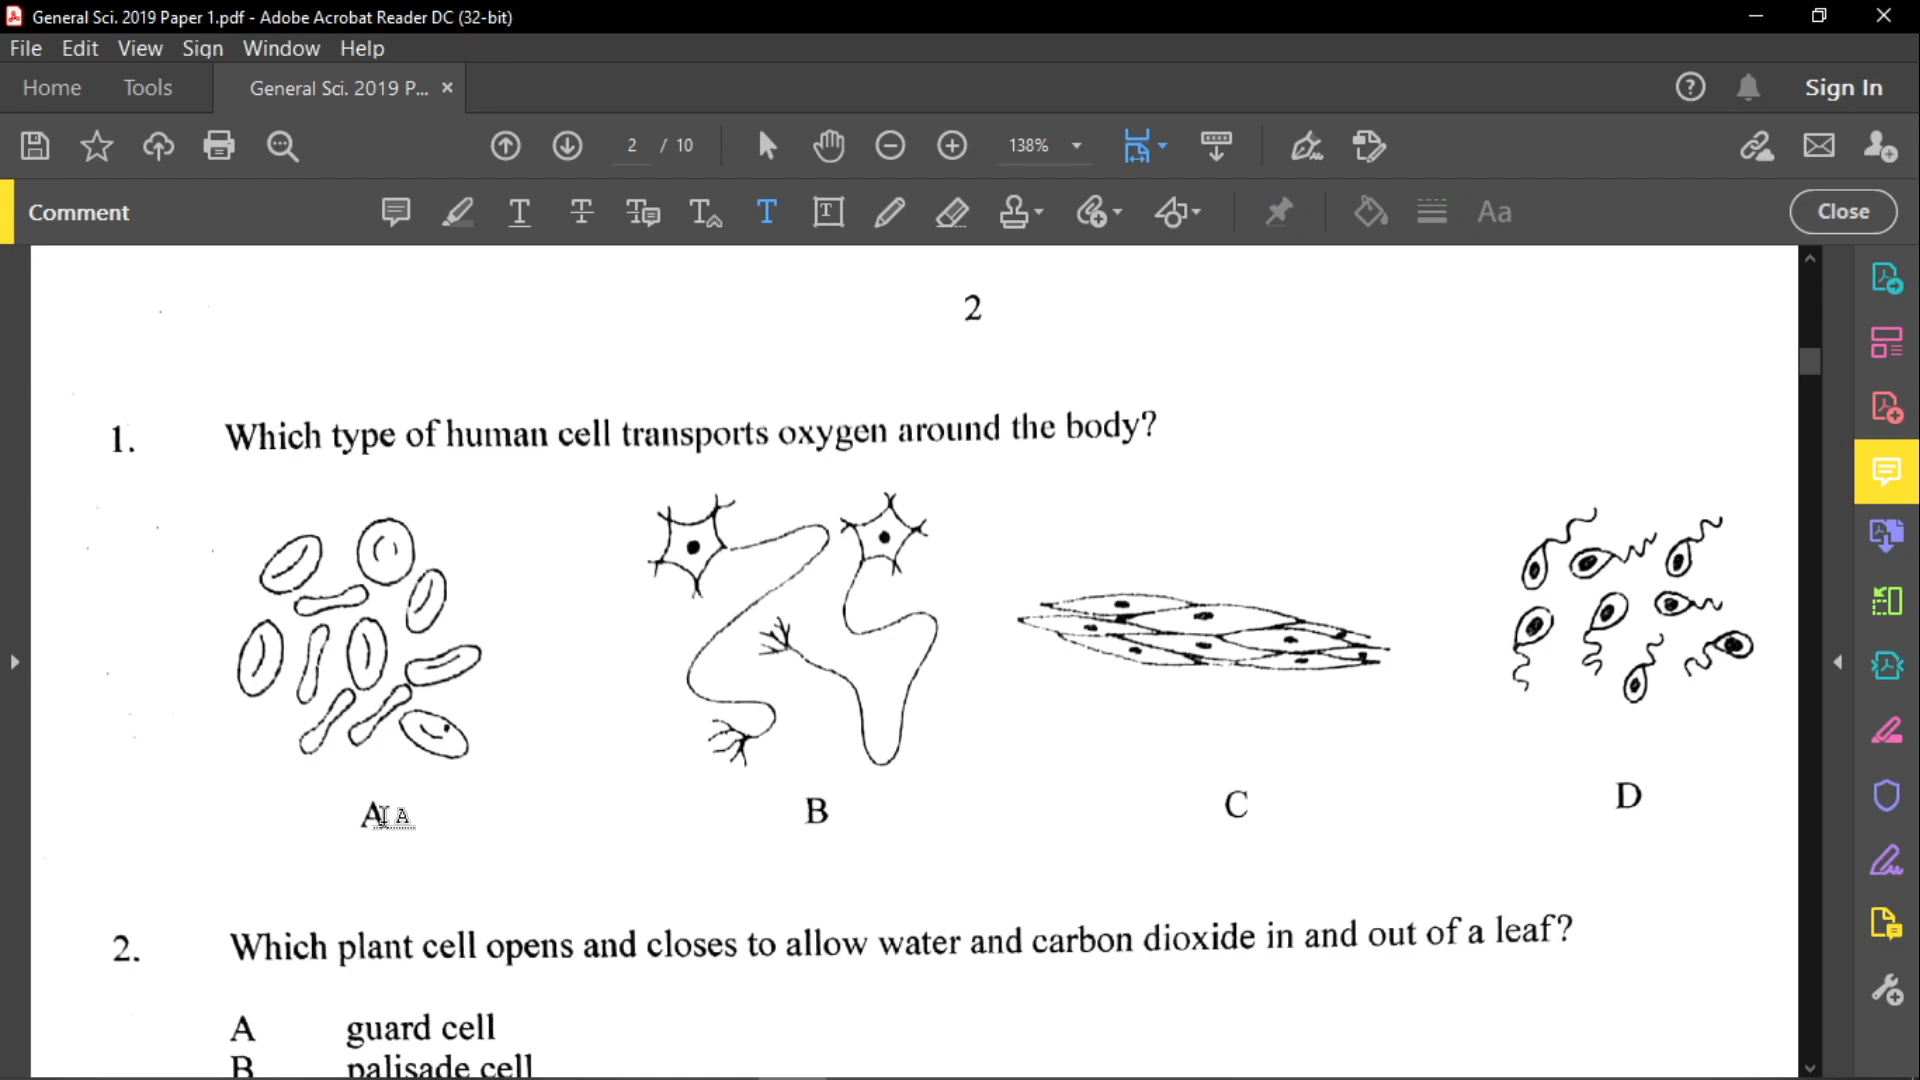 General Sci. 2019 Paper 1.pdf - Adobe Acrobat Reader DC (32-bit)
File Edit View Sign Window Help
Home Tools General Sci. 2019 P... × Sign In
2 / 10 138%
Comment Aa Close
2
1. Which type of human cell transports oxygen around the body?
A A B C D
2. Which plant cell opens and closes to allow water and carbon dioxide in and out of a leaf?
A guard cell
B palisade cell